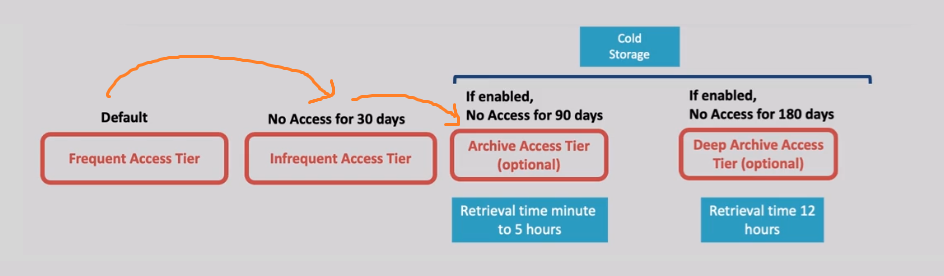 Cold
Storage
Default
Frequent Access Tier
No Access for 30 days
Infrequent Access Tier
If enabled,
No Access for 90 days
Archive Access Tier
(optional)
Retrieval time minute
to 5 hours
If enabled,
No Access for 180 days
Deep Archive Access
Tier (optional)
Retrieval time 12
hours